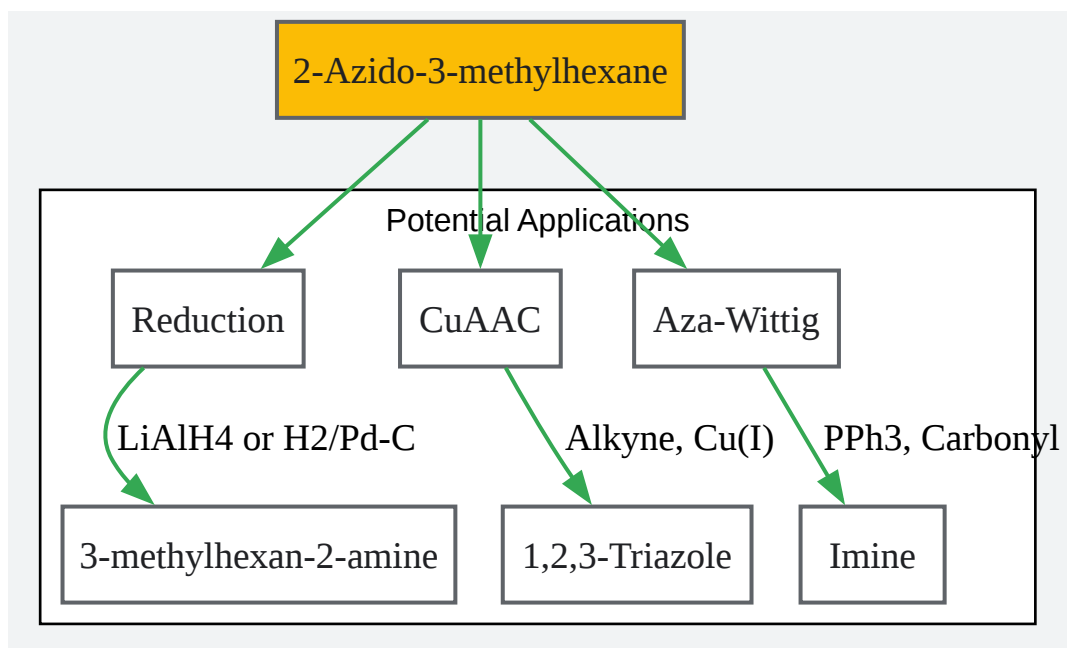 2-Azido-3-methylhexane
Potential Applications
Reduction
CuAAC
Aza-Wittig
LiAlH4 or H2/Pd-C
Alkyne, Cu(I)
PPh3, Carbonyl
3-methylhexan-2-amine
1,2,3-Triazole
Imine